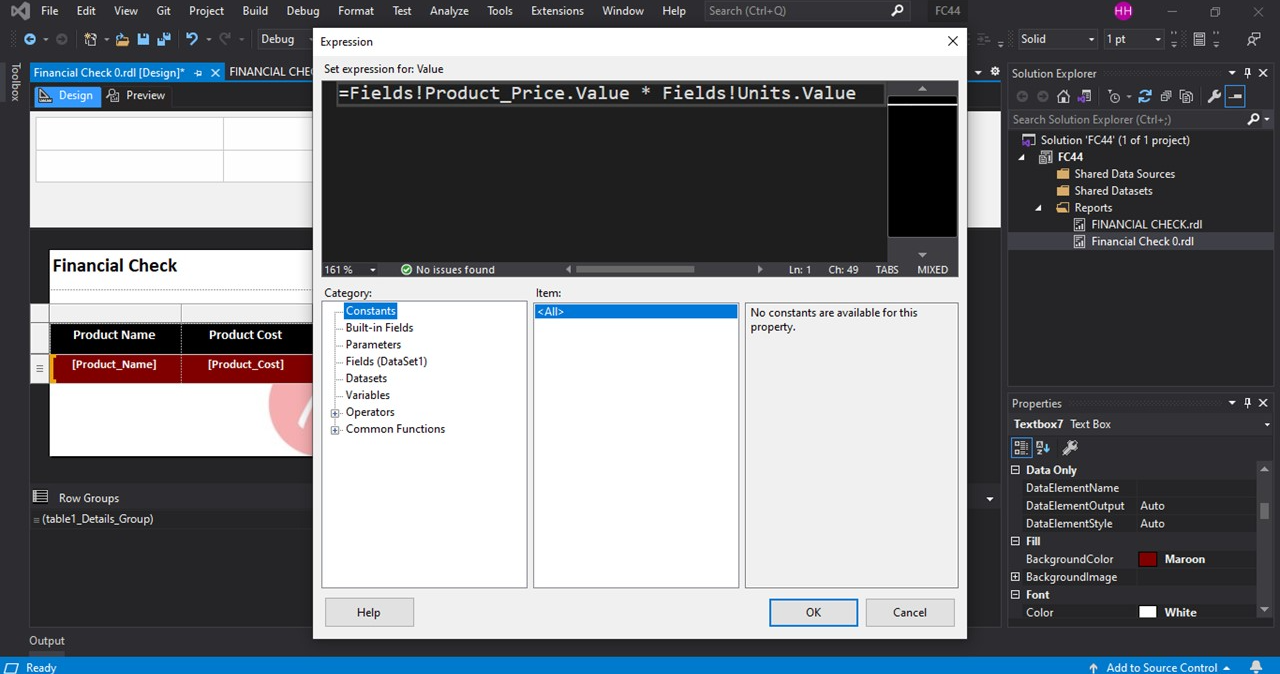 File Edit View Git Project Build Debug Format Test Analyze Tools Extensions Window Help Search (Ctrl+Q) FC44 HH
Debug Solid 1 pt
Toolbox
Financial Check 0.rdl [Design]* FINANCIAL CHE
Design Preview
Expression
Set expression for: Value
=Fields!Product_Price.Value * Fields!Units.Value
161 % No issues found Ln: 1 Ch: 49 TABS MIXED
Category: Item:
Constants
Built-in Fields
Parameters
Fields (DataSet1)
Datasets
Variables
Operators
Common Functions
<All>
No constants are available for this
property.
Help OK Cancel
Financial Check
Product Name Product Cost
[Product_Name] [Product_Cost]
Row Groups
(table1_Details_Group)
Solution Explorer
Search Solution Explorer (Ctrl+;)
Solution 'FC44' (1 of 1 project)
FC44
Shared Data Sources
Shared Datasets
Reports
FINANCIAL CHECK.rdl
Financial Check 0.rdl
Properties
Textbox7 Text Box
Data Only
DataElementName
DataElementOutput Auto
DataElementStyle Auto
Fill
BackgroundColor Maroon
BackgroundImage
Font
Color White
Output
Ready Add to Source Control